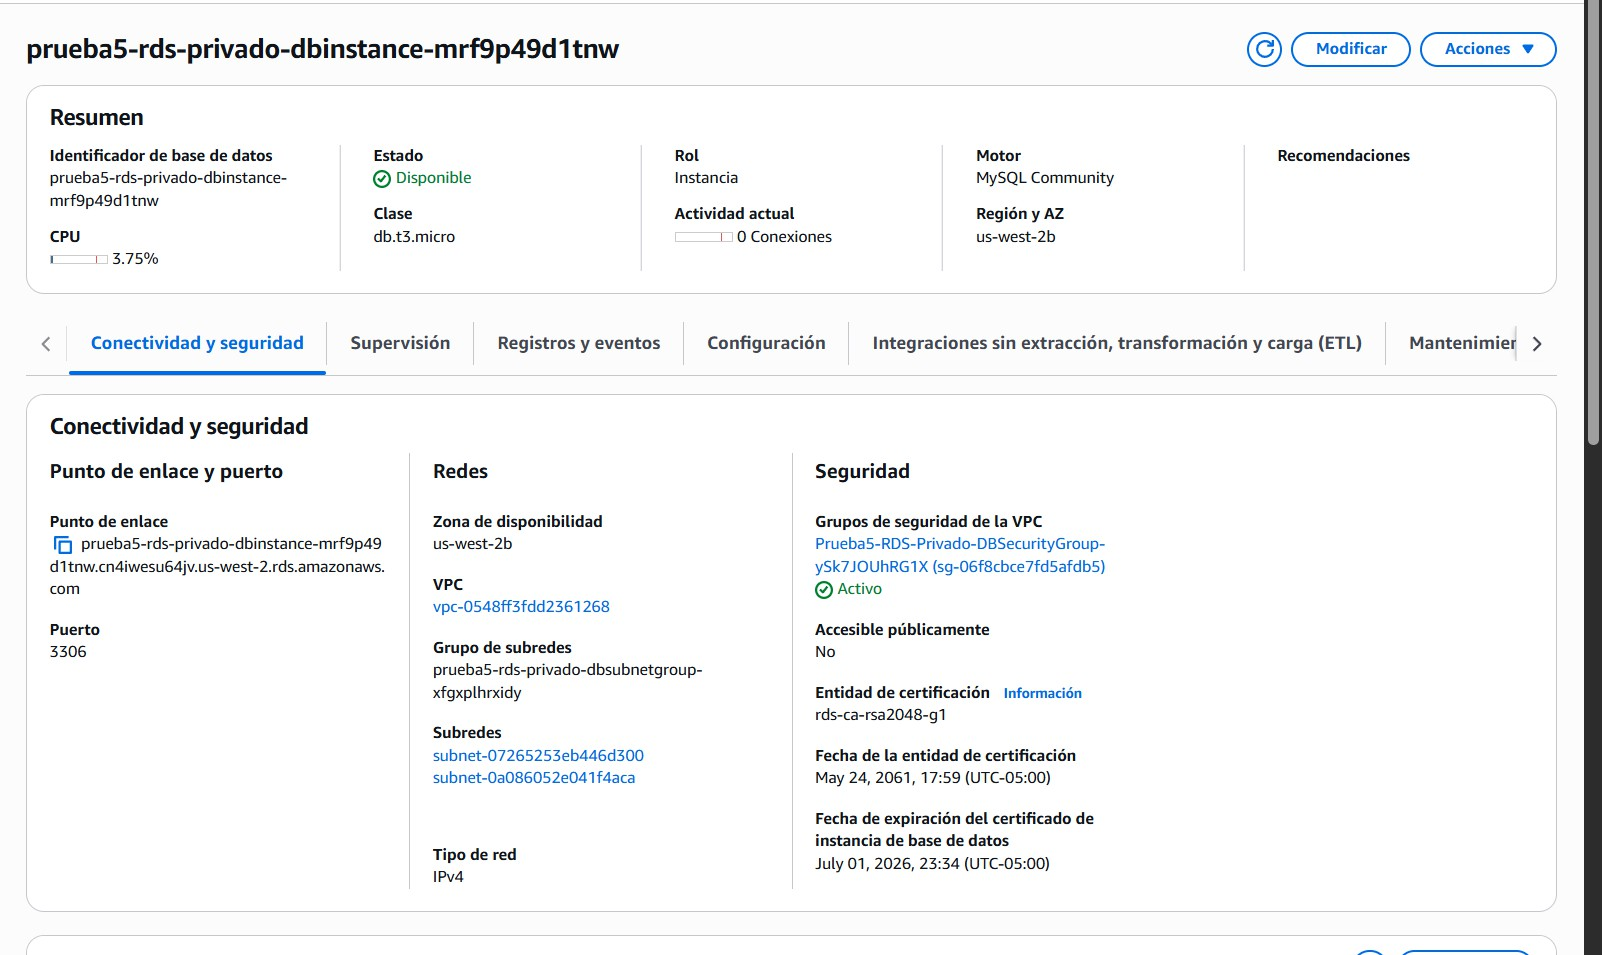 prueba5-rds-privado-dbinstance-mrf9p49d1tnw
Modificar
Acciones
Resumen
Identificador de base de datos
prueba5-rds-privado-dbinstance-
mrf9p49d1tnw
CPU
3.75%
Estado
Disponible
Clase
db.t3.micro
Rol
Instancia
Actividad actual
0 Conexiones
Motor
MySQL Community
Región y AZ
us-west-2b
Recomendaciones
Conectividad y seguridad
Supervisión
Registros y eventos
Configuración
Integraciones sin extracción, transformación y carga (ETL)
Mantenimier
Conectividad y seguridad
Punto de enlace y puerto
Punto de enlace
prueba5-rds-privado-dbinstance-mrf9p49
d1tnw.cn4iwesu64jv.us-west-2.rds.amazonaws.
com
Puerto
3306
Redes
Zona de disponibilidad
us-west-2b
VPC
vpc-0548ff3fdd2361268
Grupo de subredes
prueba5-rds-privado-dbsubnetgroup-
xfgxplhrxidy
Subredes
subnet-07265253eb446d300
subnet-0a086052e041f4aca
Tipo de red
IPv4
Seguridad
Grupos de seguridad de la VPC
Prueba5-RDS-Privado-DBSecurityGroup-
ySk7JOUhRG1X (sg-06f8cbce7fd5afdb5)
Activo
Accesible públicamente
No
Entidad de certificación Información
rds-ca-rsa2048-g1
Fecha de la entidad de certificación
May 24, 2061, 17:59 (UTC-05:00)
Fecha de expiración del certificado de
instancia de base de datos
July 01, 2026, 23:34 (UTC-05:00)